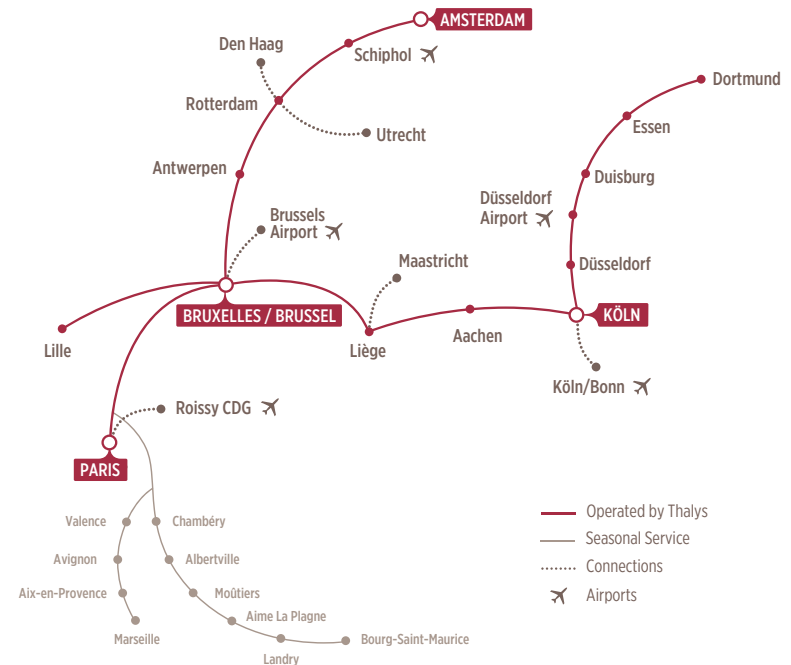 AMSTERDAM
Den Haag
Schiphol
Dortmund
Rotterdam
Essen
Utrecht
Antwerpen
Duisburg
Düsseldorf
Airport
Brussels
Airport
Maastricht
Düsseldorf
BRUXELLES / BRUSSEL
KÖLN
Lille
Liège
Aachen
Köln/Bonn
Roissy CDG
PARIS
Valence
Chambéry
Avignon
Albertville
Aix-en-Provence
Moûtiers
Aime La Plagne
Marseille
Bourg-Saint-Maurice
Landry
Operated by Thalys
Seasonal Service
Connections
Airports